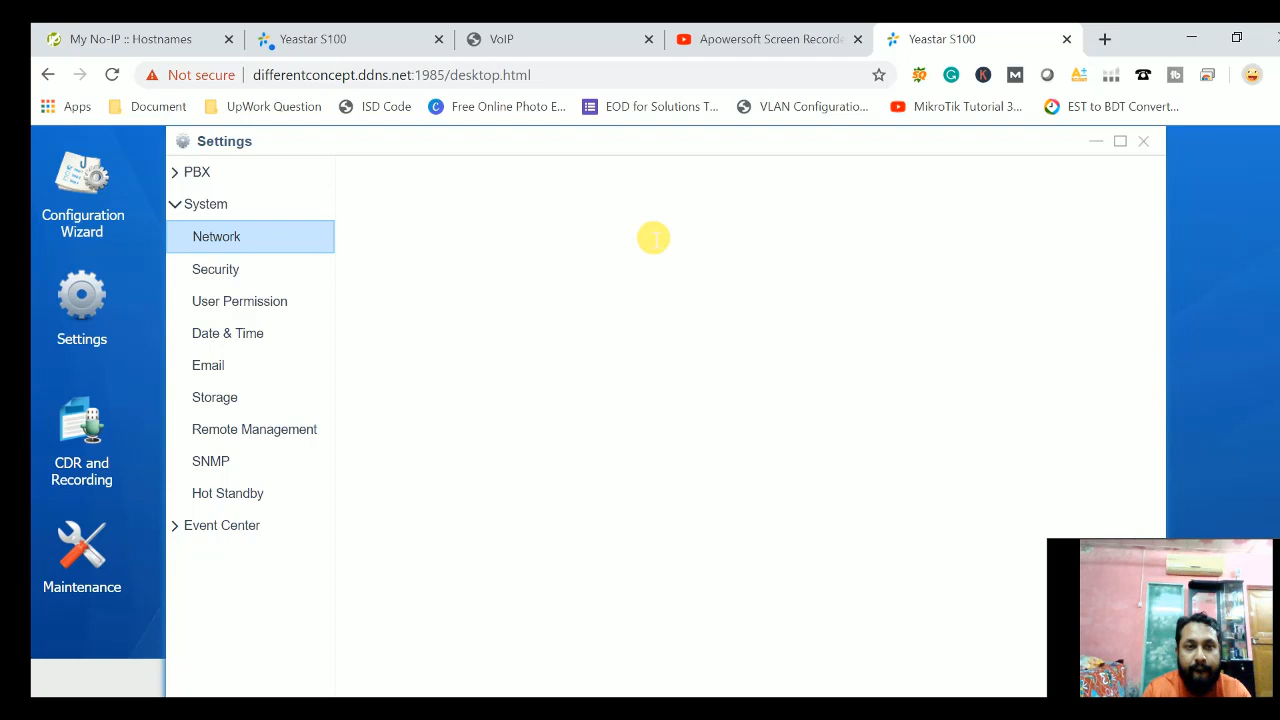 My No-IP :: Hostnames
Yeastar S100
VoIP
Apowersoft Screen Recorde
Yeastar S100
Not secure
differentconcept.ddns.net:1985/desktop.html
Apps
Document
UpWork Question
ISD Code
Free Online Photo E...
EOD for Solutions T...
VLAN Configuratio...
MikroTik Tutorial 3...
EST to BDT Convert...
Configuration
Wizard
Settings
CDR and
Recording
Maintenance
Settings
PBX
System
Network
Security
User Permission
Date & Time
Email
Storage
Remote Management
SNMP
Hot Standby
Event Center